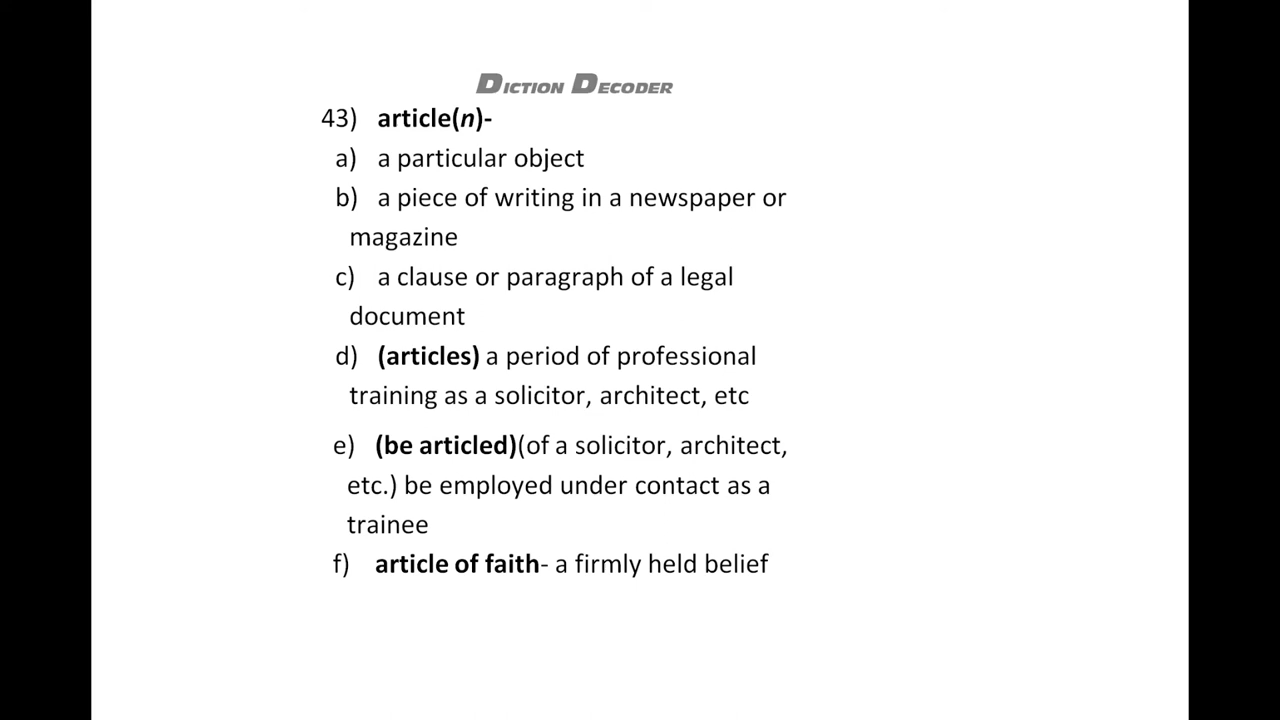 DICTION DECODER
43) article(n)-
a) a particular object
b) a piece of writing in a newspaper or
magazine
c) a clause or paragraph of a legal
document
d) (articles) a period of professional
training as a solicitor, architect, etc
e) (be articled)(of a solicitor, architect,
etc.) be employed under contact as a
trainee
f) article of faith- a firmly held belief